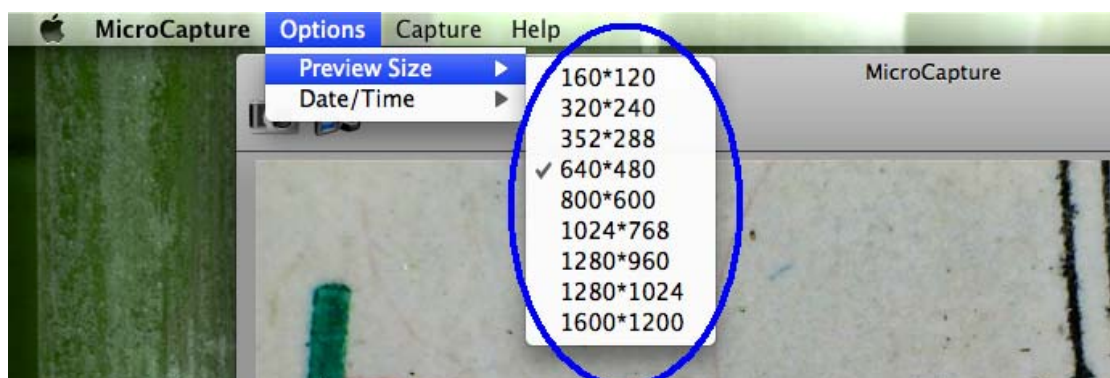 MicroCapture Options Capture Help
Preview Size
Date/Time
MicroCapture
160*120
320*240
352*288
640*480
800*600
1024*768
1280*960
1280*1024
1600*1200